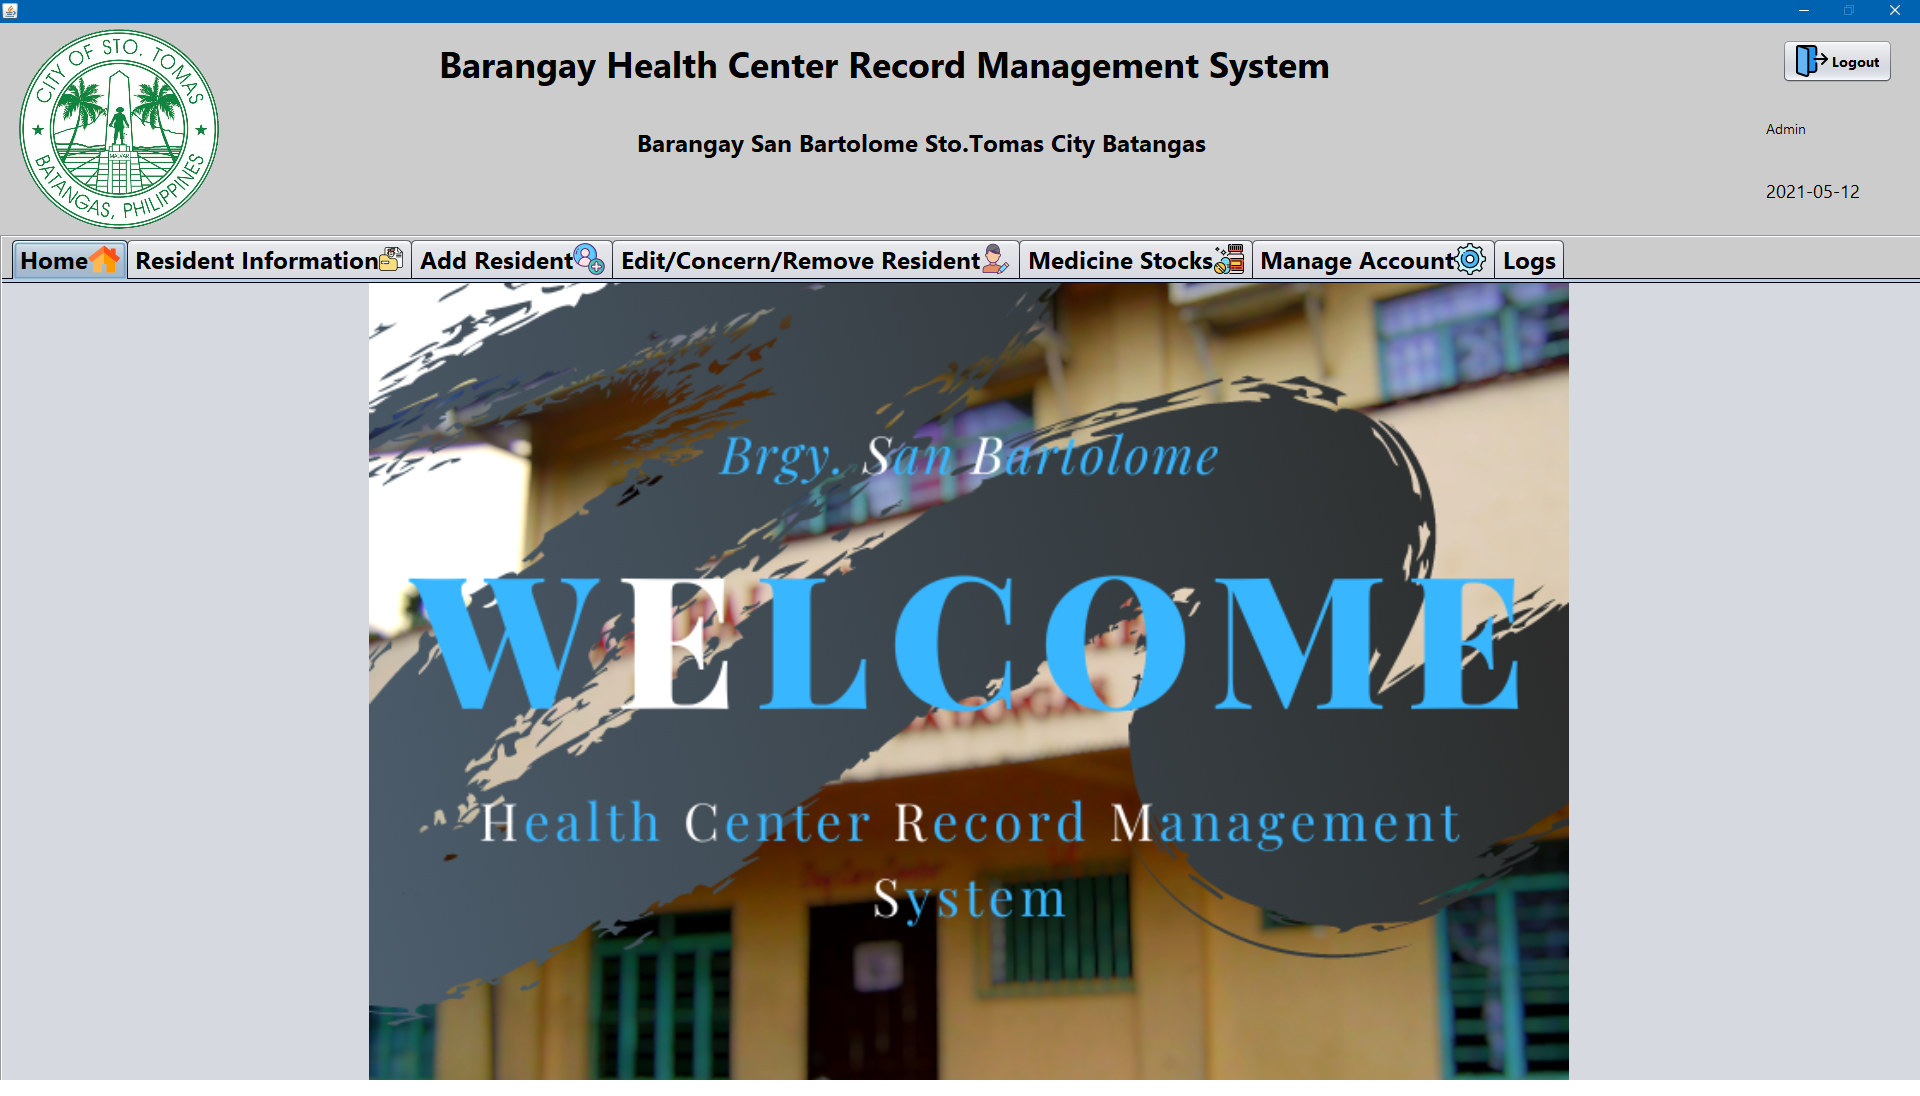 CITY OF STO. TOMAS
MALVAR
BATANGAS, PHILIPPINES
Barangay Health Center Record Management System
Logout
Barangay San Bartolome Sto.Tomas City Batangas
Admin
2021-05-12
Home
Resident Information
Add Resident
Edit/Concern/Remove Resident
Medicine Stocks
Manage Account
Logs
Brgy. San Bartolome
WELCOME
Health Center Record Management
System